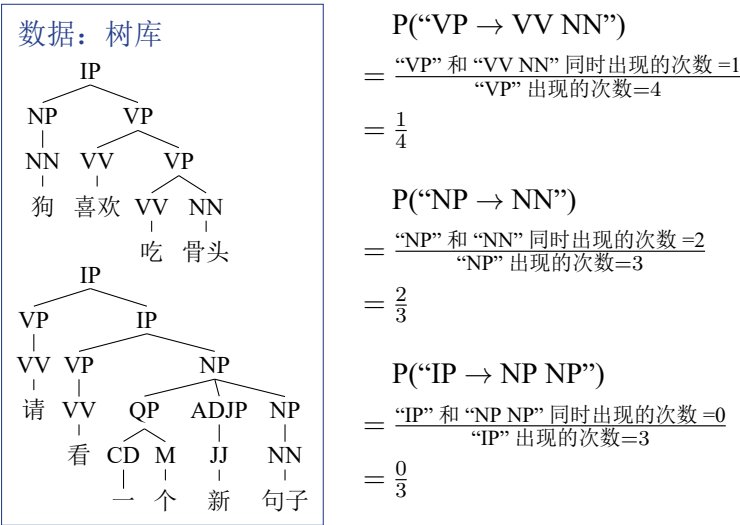 数据：树库
IP
NP VP
NN VV VP
狗 喜欢 VV NN
吃 骨头
IP
VP IP
VV VP NP
请 VV QP ADJP NP
看 CD M JJ NN
一 个 新 句子
P(“VP → VV NN”)
= “VP” 和 “VV NN” 同时出现的次数 =1
“VP” 出现的次数=4
= 1/4
P(“NP → NN”)
= “NP” 和 “NN” 同时出现的次数 =2
“NP” 出现的次数=3
= 2/3
P(“IP → NP NP”)
= “IP” 和 “NP NP” 同时出现的次数 =0
“IP” 出现的次数=3
= 0/3